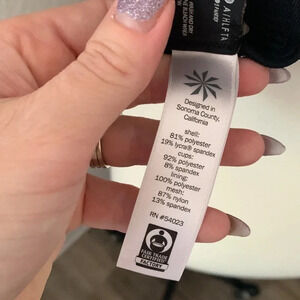 ATHLETA
Designed in
Sonoma County,
California
shell:
81% polyester
19% lycra® spandex
cups:
92% polyester
8% spandex
lining:
100% polyester
mesh:
87% nylon
13% spandex
RN #54023
FAIR TRADE
CERTIFIED
FACTORY